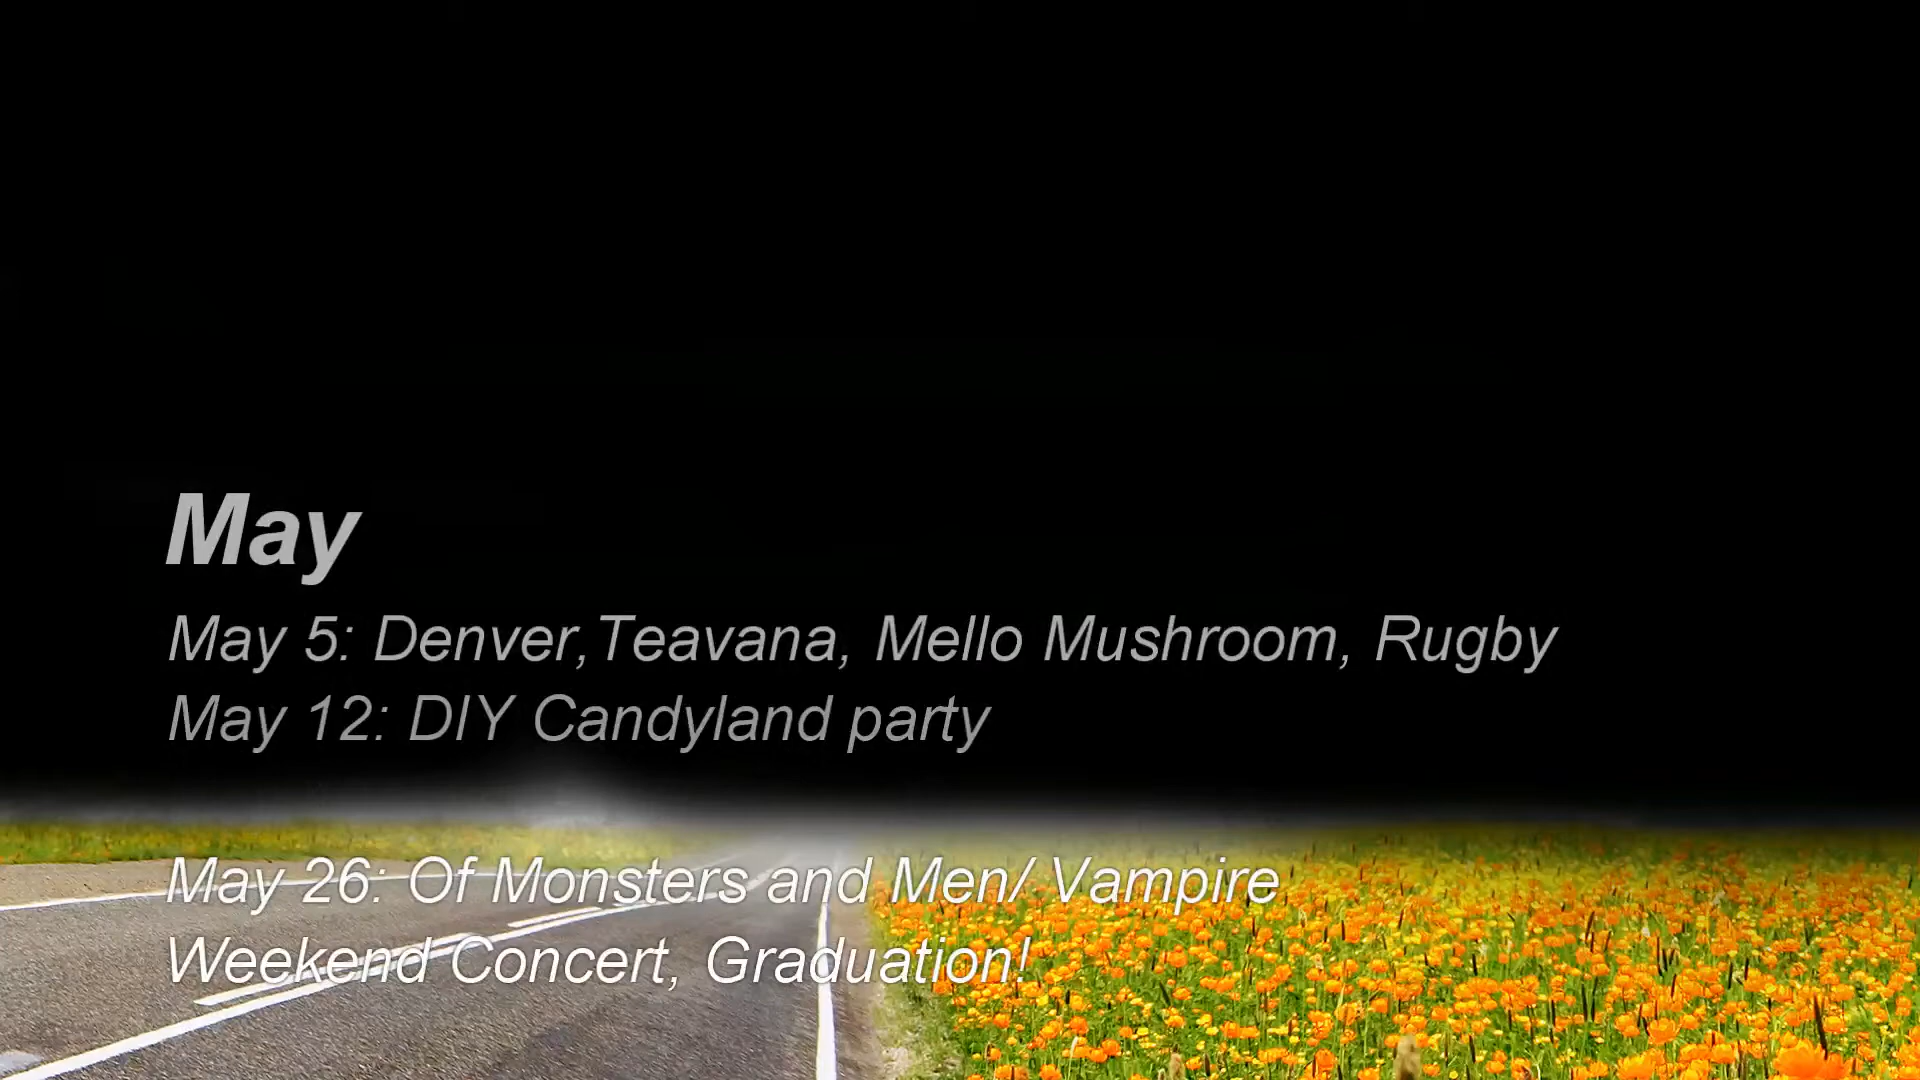 May
May 5: Denver,Teavana, Mello Mushroom, Rugby
May 12: DIY Candyland party
May 26: Of Monsters and Men/ Vampire
Weekend Concert, Graduation!